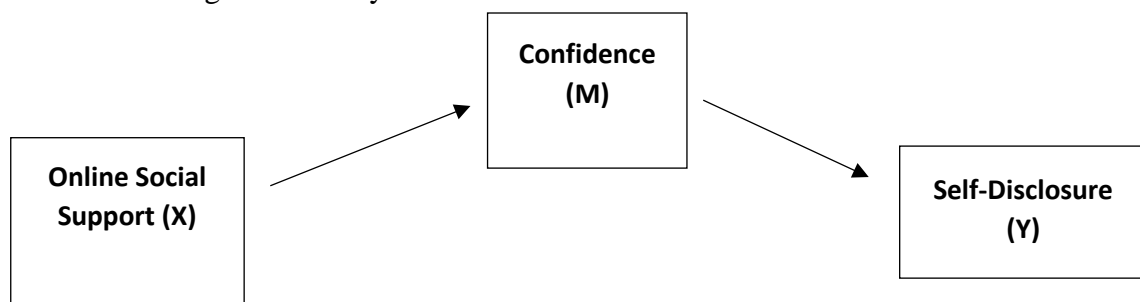 Confidence
(M)
Online Social
Support (X)
Self-Disclosure
(Y)